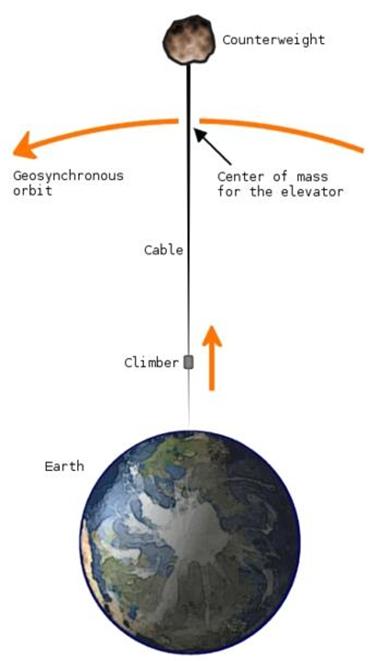 Counterweight
Geosynchronous
orbit
Center of mass
for the elevator
Cable
Climber
Earth